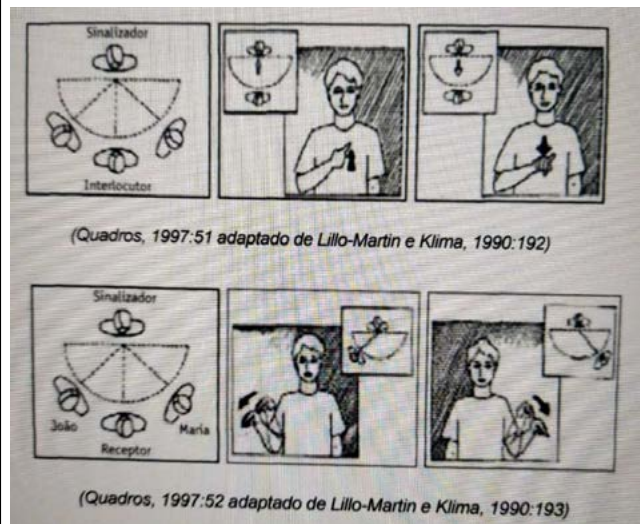 Sinalizador
Interlocutor
(Quadros, 1997:51 adaptado de Lillo-Martin e Klima, 1990:192)
Sinalizador
João
Maria
Receptor
(Quadros, 1997:52 adaptado de Lillo-Martin e Klima, 1990:193)